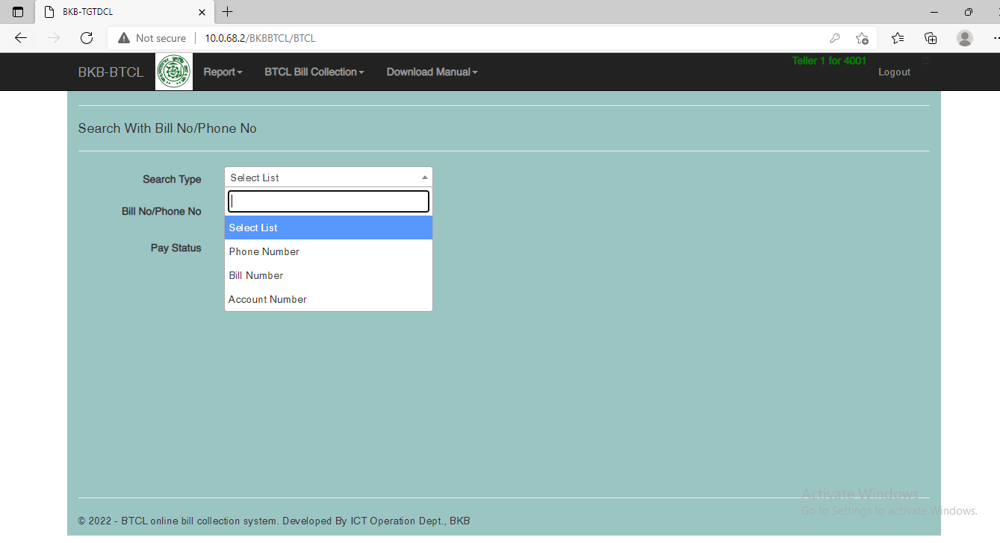 BKB-TGTDCL
Not secure 10.0.68.2/BKBBTCL/BTCL
Teller 1 for 4001
BKB-BTCL Report BTCL Bill Collection Download Manual Logout
Search With Bill No/Phone No
Search Type Select List
Bill No/Phone No
Select List
Pay Status
Phone Number
Bill Number
Account Number
Activate Windows
Go to Settings to activate Windows.
© 2022 - BTCL online bill collection system. Developed By ICT Operation Dept., BKB